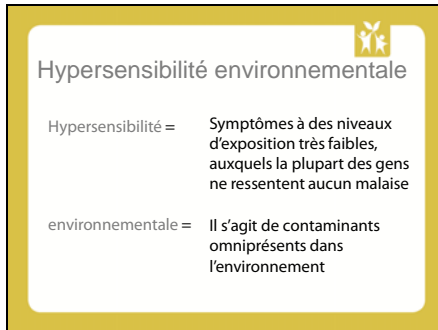 Hypersensibilité environnementale
Hypersensibilité =
Symptômes à des niveaux
d'exposition très faibles,
auxquels la plupart des gens
ne ressentent aucun malaise
environnementale =
Il s'agit de contaminants
omniprésents dans
l'environnement